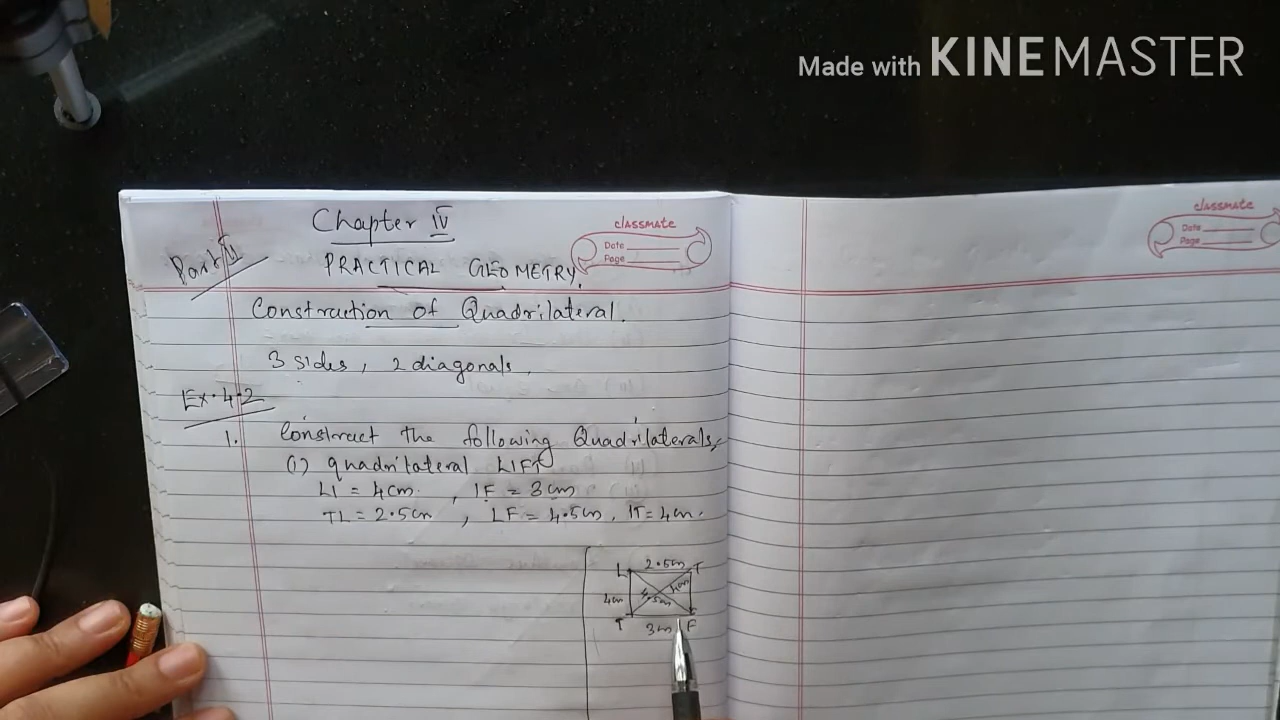 Made with KINEMASTER
Chapter IV
classmate
Date
Page
Part V
PRACTICAL GEOMETRY.
Construction of Quadrilateral.
3 sides, 2 diagonals.
Ex. 4.2
1. Construct the following Quadrilaterals,
(i) quadrilateral LIFT
LI = 4cm. , IF = 3cm
TL = 2.5cm , LF = 4.5cm, IT = 4cm.
L 2.5cm T
4cm 4.5cm 4cm
3cm F
classmate
Date
Page